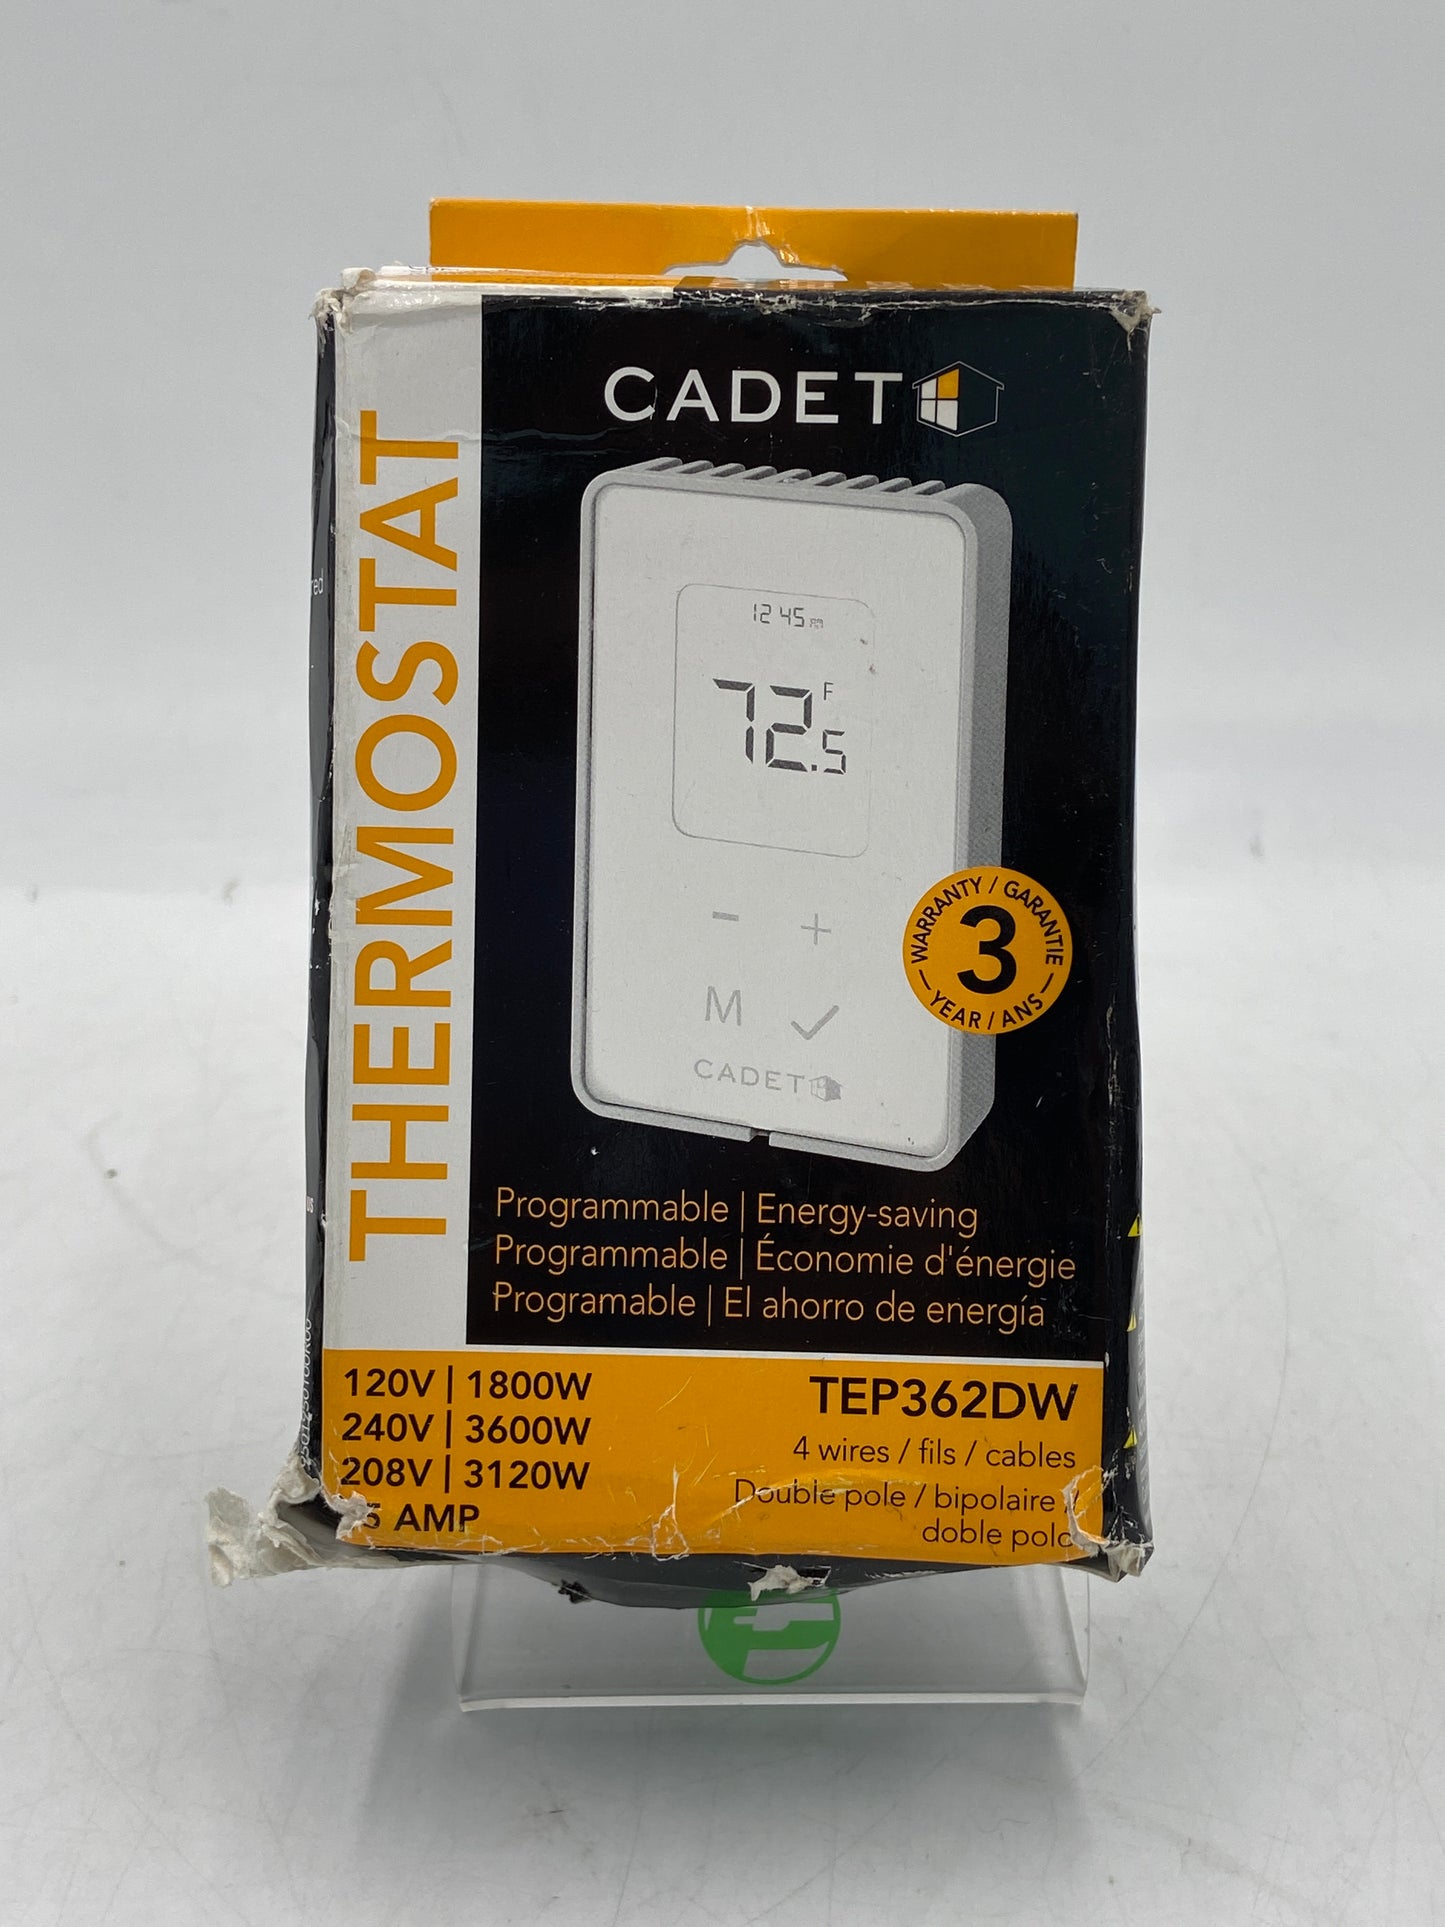 CADET
THERMOSTAT
12:45 AM
72.5 F
- +
M
CADET
WARRANTY / GARANTIE
3
YEAR / ANS
Programmable | Energy-saving
Programmable | Économie d'énergie
Programable | El ahorro de energía
120V | 1800W
240V | 3600W
208V | 3120W
5 AMP
TEP362DW
4 wires / fils / cables
Double pole / bipolaire /
doble polo